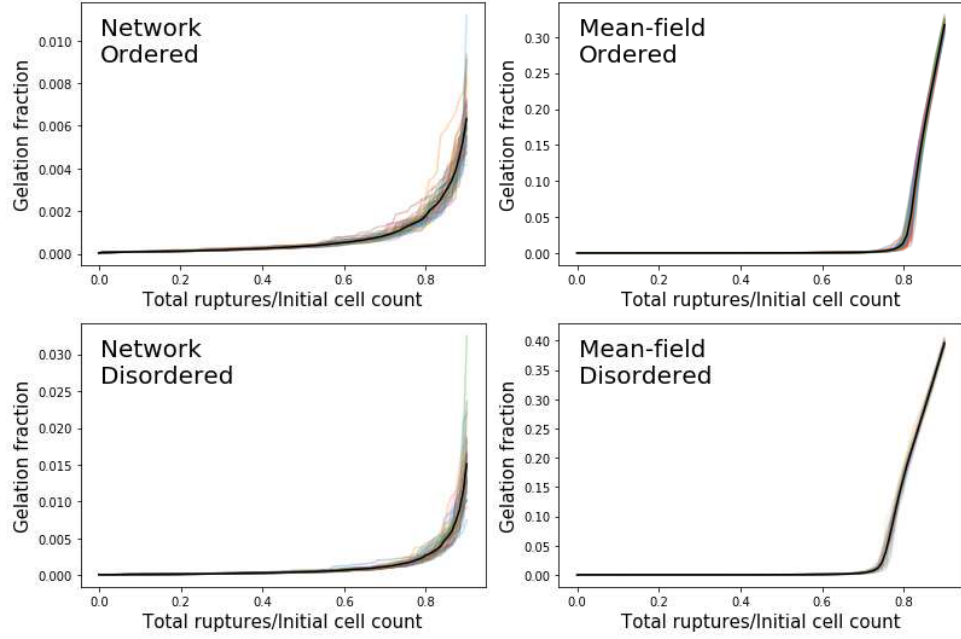 Network
Ordered
Gelation fraction
0.010
0.008
0.006
0.004
0.002
0.000
0.0 0.2 0.4 0.6 0.8
Total ruptures/Initial cell count
Mean-field
Ordered
Gelation fraction
0.30
0.25
0.20
0.15
0.10
0.05
0.00
0.0 0.2 0.4 0.6 0.8
Total ruptures/Initial cell count
Network
Disordered
Gelation fraction
0.030
0.025
0.020
0.015
0.010
0.005
0.000
0.0 0.2 0.4 0.6 0.8
Total ruptures/Initial cell count
Mean-field
Disordered
Gelation fraction
0.40
0.35
0.30
0.25
0.20
0.15
0.10
0.05
0.00
0.0 0.2 0.4 0.6 0.8
Total ruptures/Initial cell count